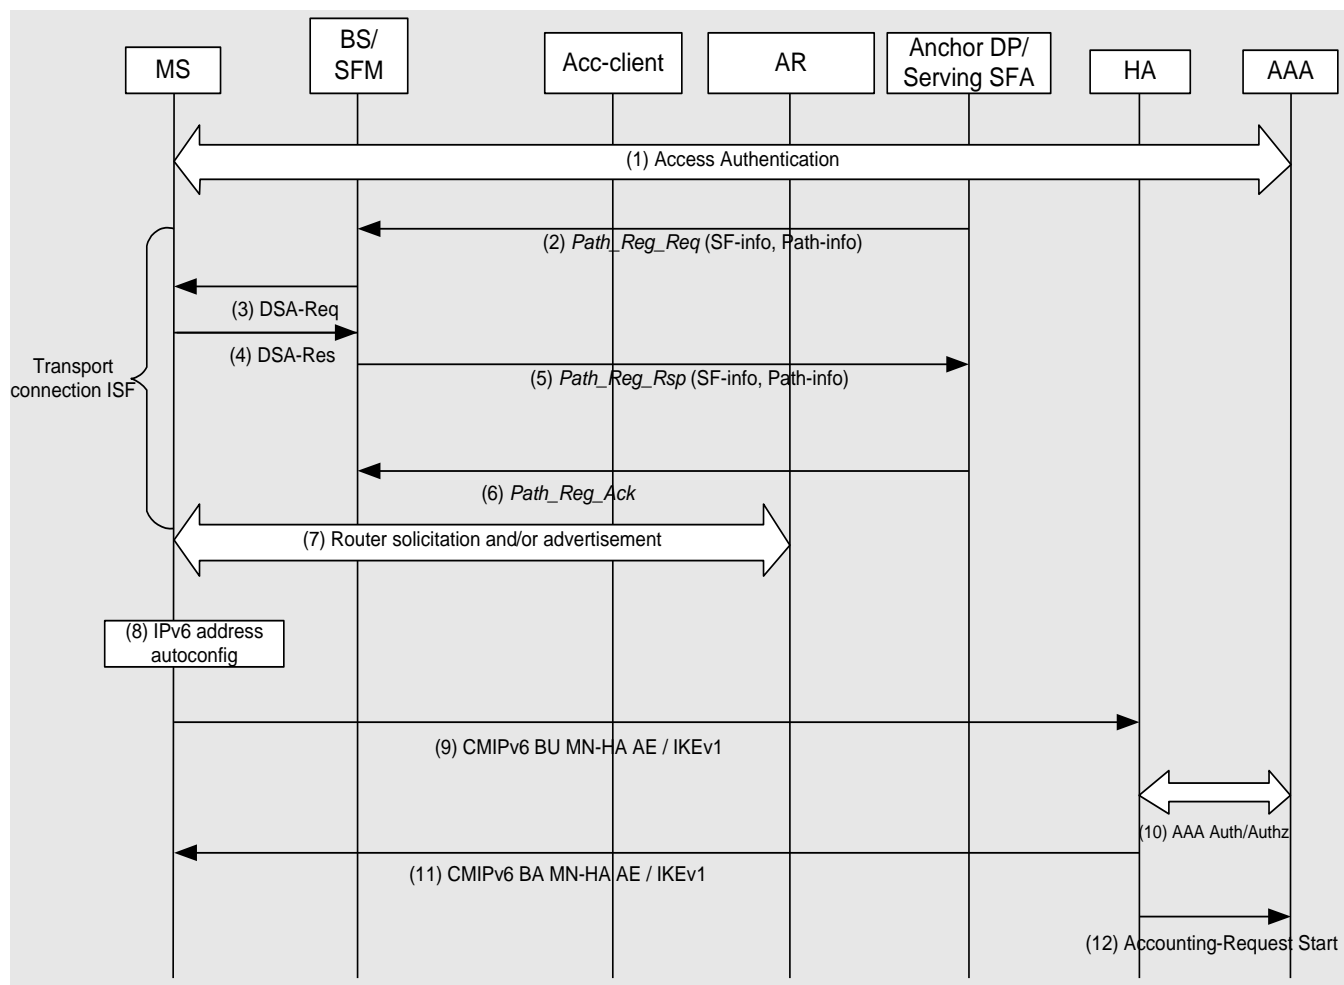 MS
BS/
SFM
Acc-client
AR
Anchor DP/
Serving SFA
HA
AAA
(1) Access Authentication
(2) Path_Reg_Req (SF-info, Path-info)
(3) DSA-Req
(4) DSA-Res
Transport
connection ISF
(5) Path_Reg_Rsp (SF-info, Path-info)
(6) Path_Reg_Ack
(7) Router solicitation and/or advertisement
(8) IPv6 address
autoconfig
(9) CMIPv6 BU MN-HA AE / IKEv1
(10) AAA Auth/Authz
(11) CMIPv6 BA MN-HA AE / IKEv1
(12) Accounting-Request Start